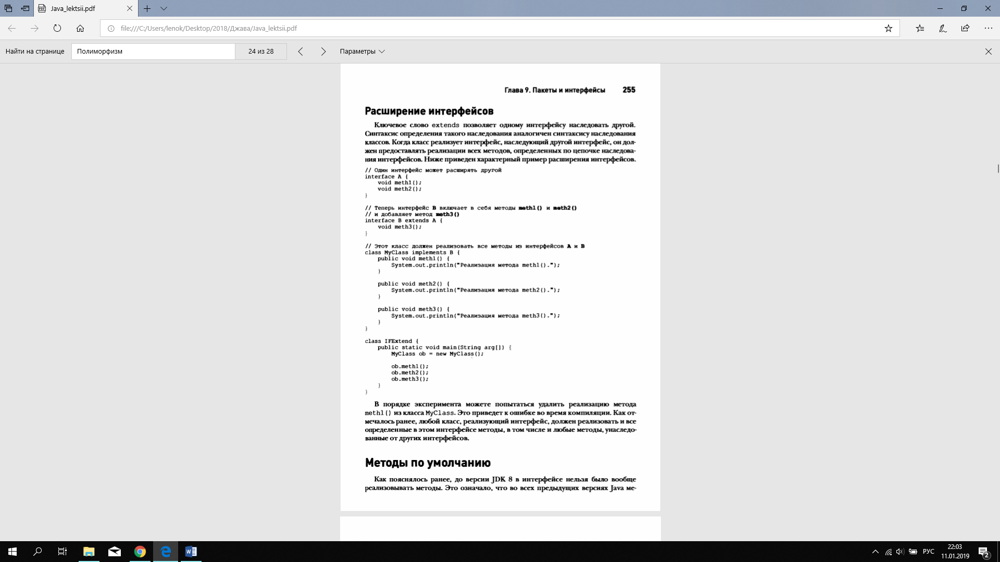 Java_lektsii.pdf
file:///C:/Users/lenok/Desktop/2018/Джава/Java_lektsii.pdf
Найти на странице Полиморфизм 24 из 28 Параметры
Глава 9. Пакеты и интерфейсы 255
Расширение интерфейсов
Ключевое слово extends позволяет одному интерфейсу наследовать другой.
Синтаксис определения такого наследования аналогичен синтаксису наследования
классов. Когда класс реализует интерфейс, наследующий другой интерфейс, он дол-
жен предоставлять реализации всех методов, определенных по цепочке наследова-
ния интерфейсов. Ниже приведен характерный пример расширения интерфейсов.
// Один интерфейс может расширять другой
interface A {
void meth1();
void meth2();
}
// Теперь интерфейс B включает в себя методы meth1() и meth2()
// и добавляет метод meth3()
interface B extends A {
void meth3();
}
// Этот класс должен реализовать все методы из интерфейсов A и B
class MyClass implements B {
public void meth1() {
System.out.println("Реализация метода meth1().");
}
public void meth2() {
System.out.println("Реализация метода meth2().");
}
public void meth3() {
System.out.println("Реализация метода meth3().");
}
}
class IFExtend {
public static void main(String arg[]) {
MyClass ob = new MyClass();
ob.meth1();
ob.meth2();
ob.meth3();
}
}
В порядке эксперимента можете попытаться удалить реализацию метода
meth1() из класса MyClass. Это приведет к ошибке во время компиляции. Как от-
мечалось ранее, любой класс, реализующий интерфейс, должен реализовать и все
определенные в этом интерфейсе методы, в том числе и любые методы, унаследо-
ванные от других интерфейсов.
Методы по умолчанию
Как пояснялось ранее, до версии JDK 8 в интерфейсе нельзя было вообще
реализовывать методы. Это означало, что во всех предыдущих версиях Java ме-
РУС
22:03
11.01.2019
2